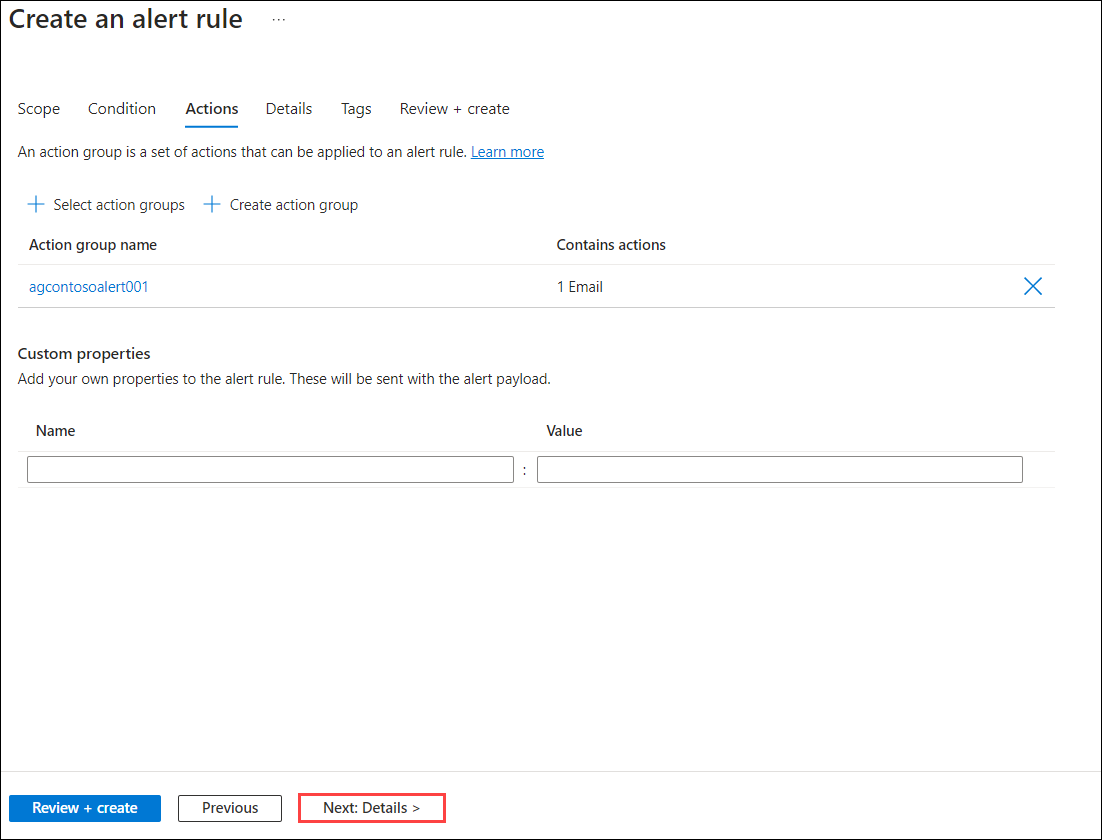 Create an alert rule ...
Scope Condition Actions Details Tags Review + create
An action group is a set of actions that can be applied to an alert rule. Learn more
+ Select action groups + Create action group
Action group name Contains actions
agcontosoalert001 1 Email
Custom properties
Add your own properties to the alert rule. These will be sent with the alert payload.
Name Value
:
Review + create Previous Next: Details >